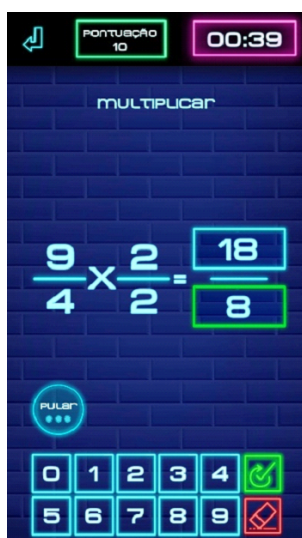 PONTUAÇÃO
10
00:39
MULTIPLICAR
9/4 X 2/2 = 18/8
PULAR
0 1 2 3 4
5 6 7 8 9